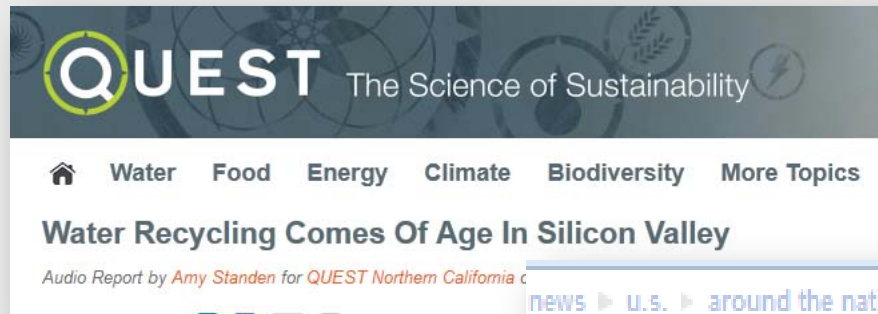 QUEST The Science of Sustainability
Water Food Energy Climate Biodiversity More Topics
Water Recycling Comes Of Age In Silicon Valley
Audio Report by Amy Standen for QUEST Northern California
news u.s. around the